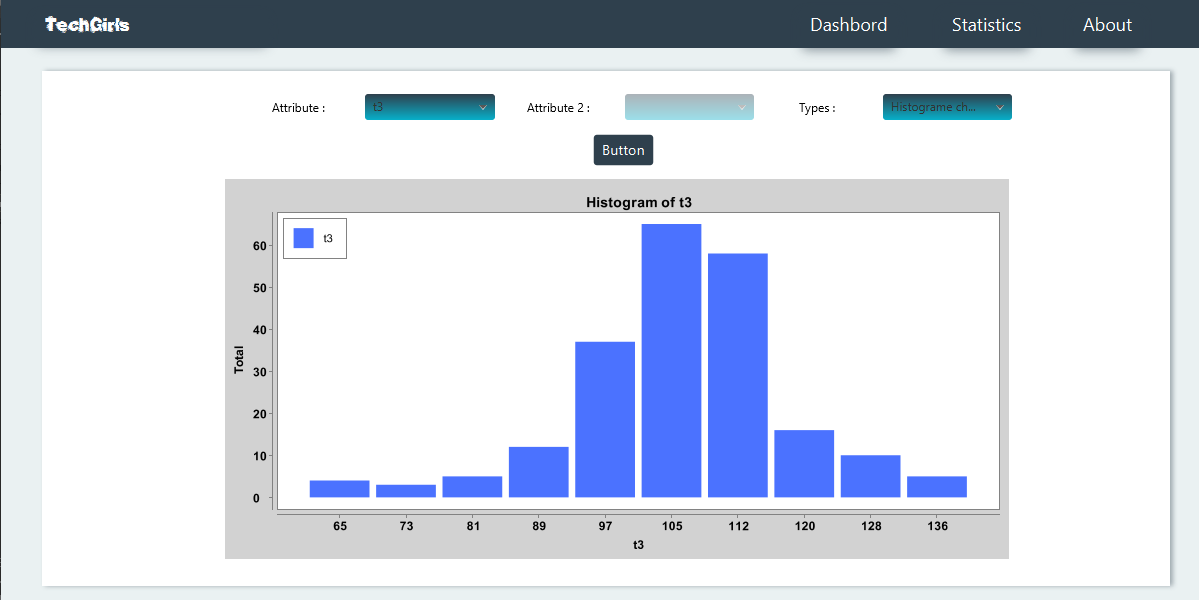 TechGirls Dashbord Statistics About
Attribute : t3 Attribute 2 : Types : Histograme ch...
Button
Histogram of t3
t3
60
50
40
30
20
10
0
Total
65 73 81 89 97 105 112 120 128 136
t3